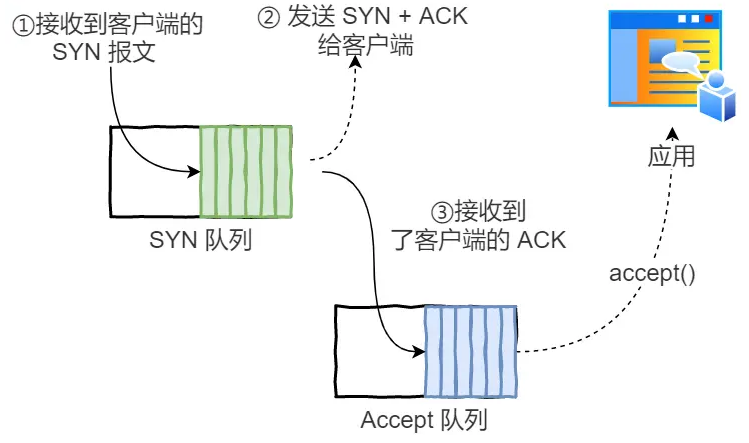 ①接收到客户端的
SYN 报文
② 发送 SYN + ACK
给客户端
应用
SYN 队列
③接收到
了客户端的 ACK
accept()
Accept 队列